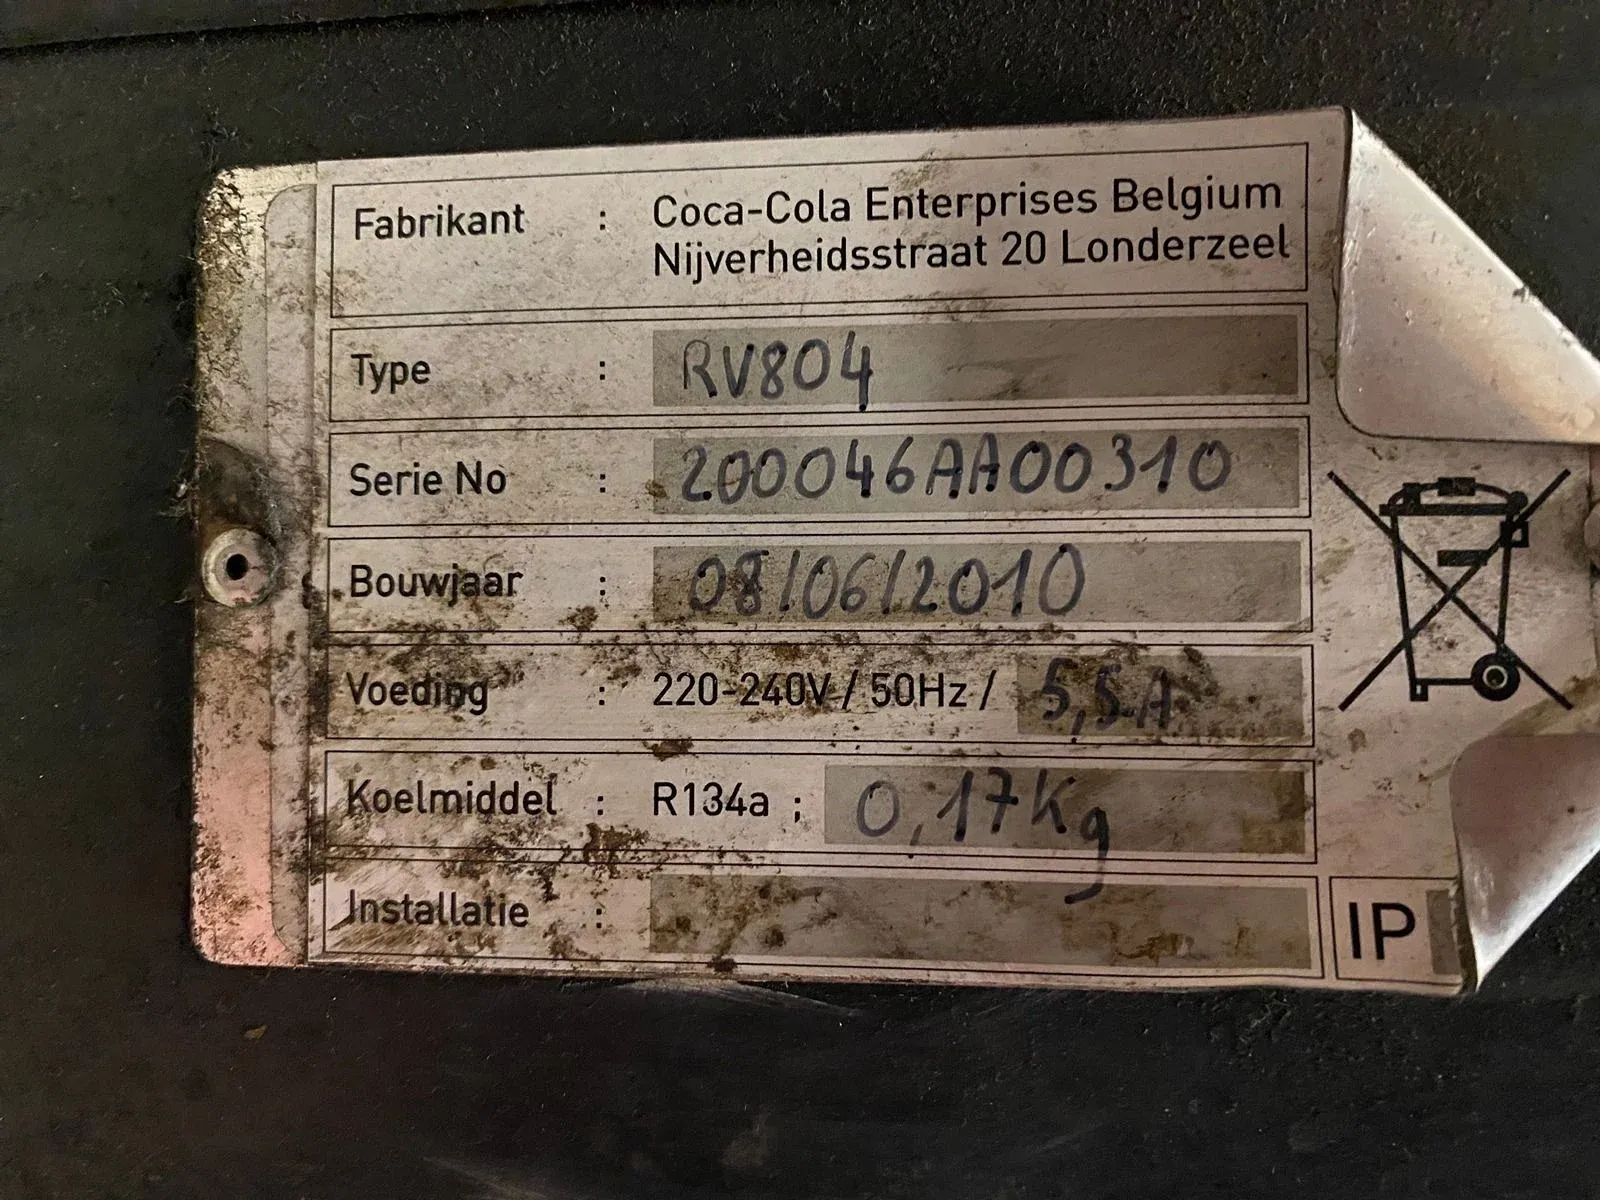 Fabrikant : Coca-Cola Enterprises Belgium
Nijverheidsstraat 20 Londerzeel
Type : RV804
Serie No : 200046AA00310
Bouwjaar : 08/06/2010
Voeding : 220-240V / 50Hz / 5,5A
Koelmiddel : R134a ; 0,17Kg
Installatie :
IP